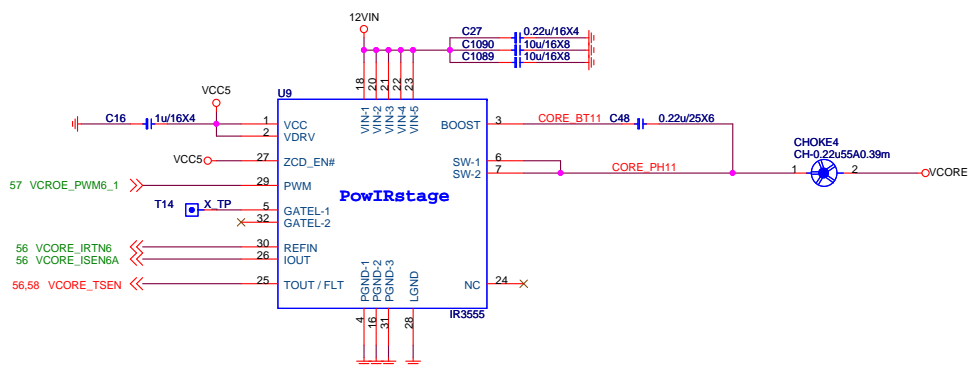 12VIN
C27 0.22u/16X4
C1090 10u/16X8
C1089 10u/16X8
18 20 21 22 23
VCC5
U9
VIN-1 VIN-2 VIN-3 VIN-4 VIN-5
C16 1u/16X4
1 VCC
2 VDRV
BOOST 3 CORE_BT11 C48 0.22u/25X6
CHOKE4
CH-0.22u55A0.39m
VCC5 27 ZCD_EN#
SW-1 6
SW-2 7 CORE_PH11 1 2 VCORE
57 VCROE_PWM6_1 29 PWM
PowIRstage
T14 X_TP 5 GATEL-1
32 GATEL-2
56 VCORE_IRTN6 30 REFIN
56 VCORE_ISEN6A 26 IOUT
56,58 VCORE_TSEN 25 TOUT / FLT
NC 24
PGND-1 PGND-2 PGND-3 LGND
IR3555
4 16 31 28